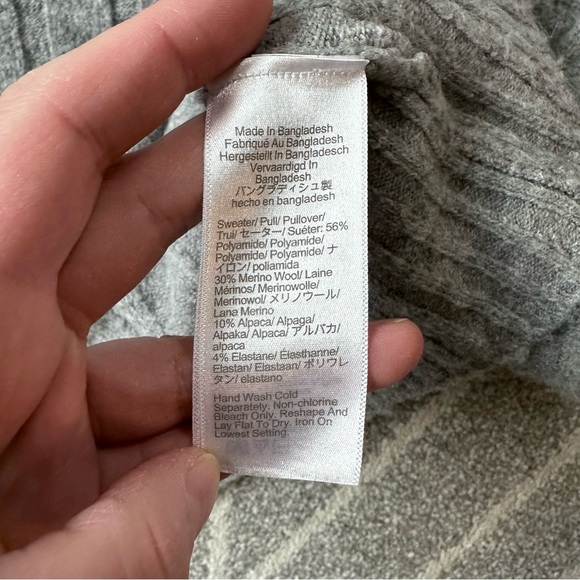 Made In Bangladesh
Fabriqué Au Bangladesh
Hergestellt In Bangladesch
Vervaardigd In
Bangladesh
バングラディシュ製
hecho en bangladesh
Sweater/ Pull/ Pullover/
Trui/ セーター/ Suéter: 56%
Polyamide/ Polyamide/
Polyamide/ Polyamide/ ナ
イロン/ poliamida
30% Merino Wool/ Laine
Mérinos/ Merinowolle/
Merinowol/ メリノウール/
Lana Merino
10% Alpaca/ Alpaga/
Alpaka/ Alpaca/ アルパカ/
alpaca
4% Elastane/ Élasthanne/
Elastan/ Elastaan/ ポリウレ
タン/ elastano
Hand Wash Cold
Separately. Non-chlorine
Bleach Only. Reshape And
Lay Flat To Dry. Iron On
Lowest Setting.